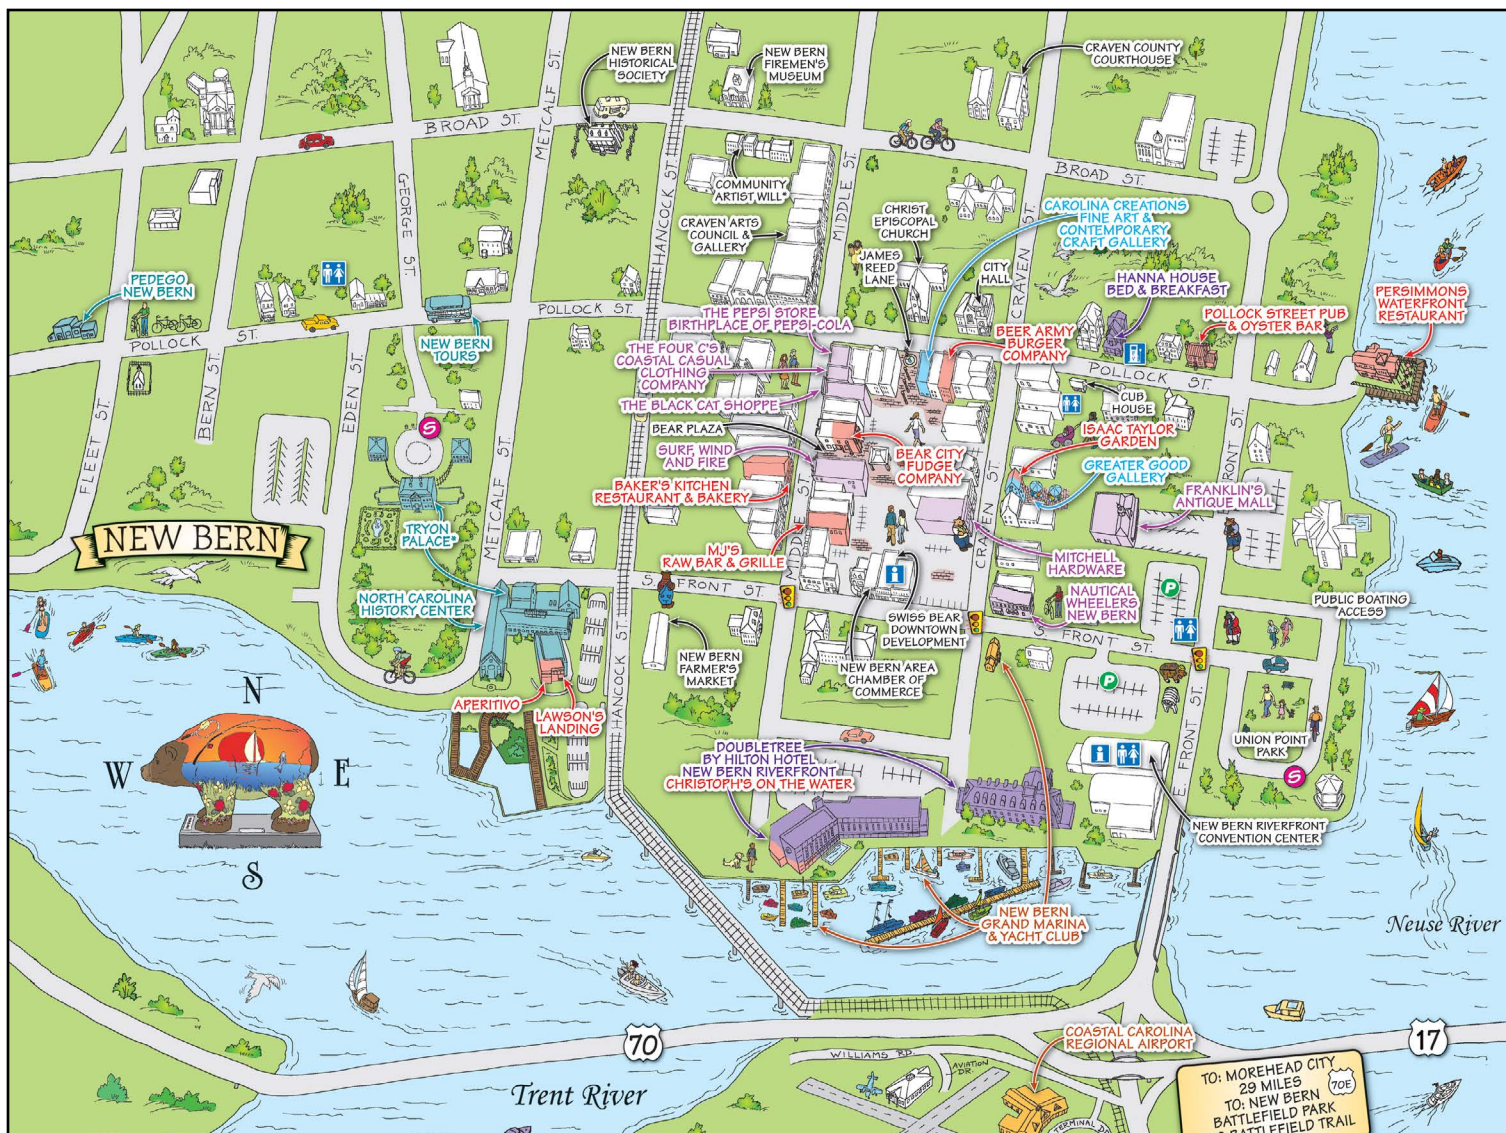 NEW BERN
HISTORICAL
SOCIETY
NEW BERN
FIREMEN'S
MUSEUM
CRAVEN COUNTY
COURTHOUSE
BROAD ST.
METCALF ST.
HANCOCK ST.
COMMUNITY
ARTIST WILL*
MIDDLE ST.
BROAD ST.
GEORGE ST.
CRAVEN ARTS
COUNCIL &
GALLERY
CHRIST
EPISCOPAL
CHURCH
JAMES
REED
LANE
CITY
HALL
CRAVEN ST.
CAROLINA CREATIONS
FINE ART &
CONTEMPORARY
CRAFT GALLERY
HANNA HOUSE
BED & BREAKFAST
PERSIMMONS
WATERFRONT
RESTAURANT
PEDEGO
NEW BERN
POLLOCK ST.
NEW BERN
TOURS
POLLOCK ST.
THE PEPSI STORE
BIRTHPLACE OF PEPSI-COLA
BEER ARMY
BURGER
COMPANY
POLLOCK STREET PUB
& OYSTER BAR
THE FOUR C'S
COASTAL CASUAL
CLOTHING
COMPANY
THE BLACK CAT SHOPPE
POLLOCK ST.
CUB
HOUSE
BERN ST.
EDEN ST.
FLEET ST.
S
BEAR PLAZA
SURF, WIND
AND FIRE
BAKER'S KITCHEN
RESTAURANT & BAKERY
BEAR CITY
FUDGE
COMPANY
ISAAC TAYLOR
GARDEN
GREATER GOOD
GALLERY
FRONT ST.
FRANKLIN'S
ANTIQUE MALL
METCALF ST.
TRYON
PALACE*
NEW BERN
MIDDLE ST.
CRAVEN ST.
MJ'S
RAW BAR & GRILLE
MITCHELL
HARDWARE
S. FRONT ST.
i
NORTH CAROLINA
HISTORY CENTER
NAUTICAL
WHEELERS
NEW BERN
P
PUBLIC BOATING
ACCESS
SWISS BEAR
DOWNTOWN
DEVELOPMENT
S. FRONT ST.
NEW BERN
FARMER'S
MARKET
NEW BERN AREA
CHAMBER OF
COMMERCE
P
APERITIVO
LAWSON'S
LANDING
HANCOCK ST.
N
W
E
S
DOUBLETREE
BY HILTON HOTEL
NEW BERN RIVERFRONT
CHRISTOPH'S ON THE WATER
i
UNION POINT
PARK
S
E. FRONT ST.
NEW BERN RIVERFRONT
CONVENTION CENTER
NEW BERN
GRAND MARINA
& YACHT CLUB
Neuse River
70
17
COASTAL CAROLINA
REGIONAL AIRPORT
WILLIAMS RD.
AVIATION
DR.
TERMINAL DR.
Trent River
TO: MOREHEAD CITY
29 MILES
70E
TO: NEW BERN
BATTLEFIELD PARK
BATTLEFIELD TRAIL